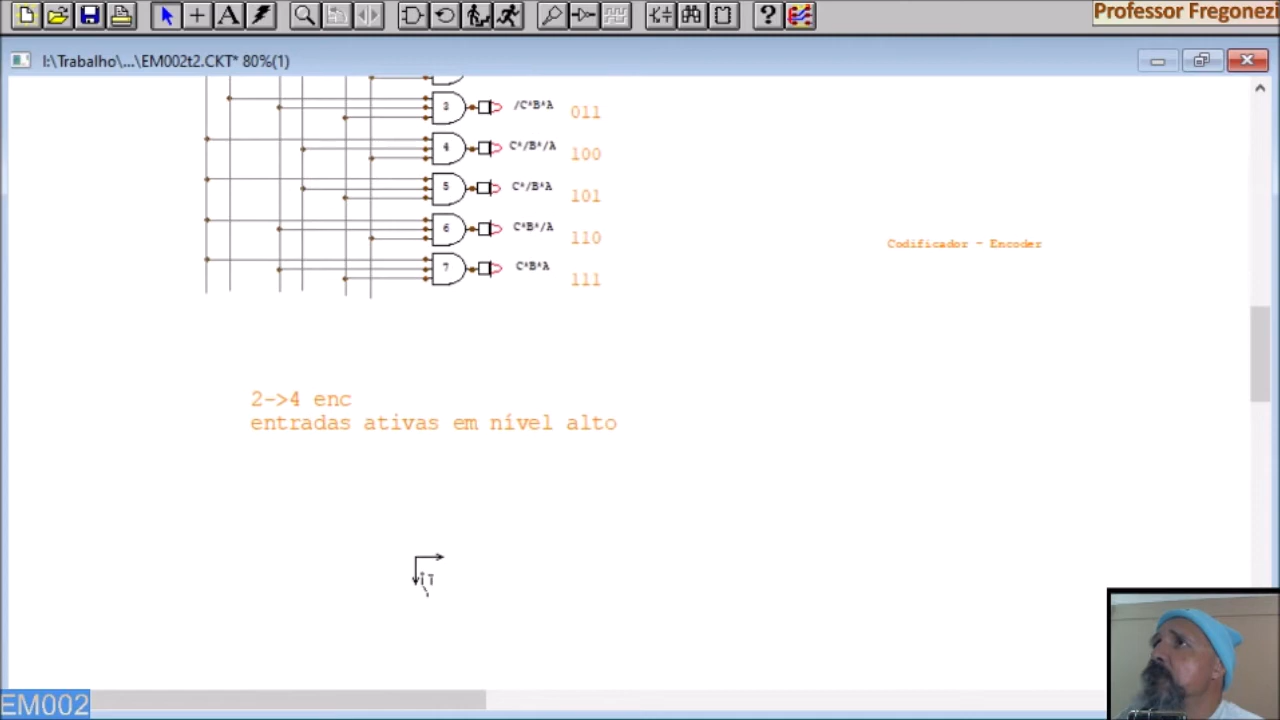 Professor Fregonezi
I:\Trabalho\...\EM002t2.CKT* 80%(1)
3 /C*B*A 011
4 C*/B*/A 100
5 C*/B*A 101
6 C*B*/A 110
7 C*B*A 111
Codificador - Encoder
2->4 enc
entradas ativas em nível alto
EM002